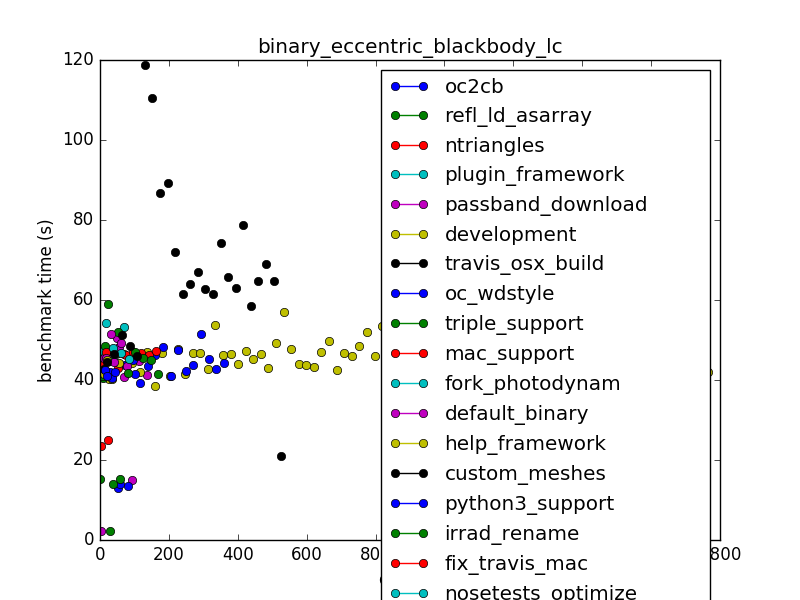 binary_eccentric_blackbody_lc
benchmark time (s)
120
100
80
60
40
20
0
0
200
400
600
800
oc2cb
refl_ld_asarray
ntriangles
plugin_framework
passband_download
development
travis_osx_build
oc_wdstyle
triple_support
mac_support
fork_photodynam
default_binary
help_framework
custom_meshes
python3_support
irrad_rename
fix_travis_mac
nosetests_optimize